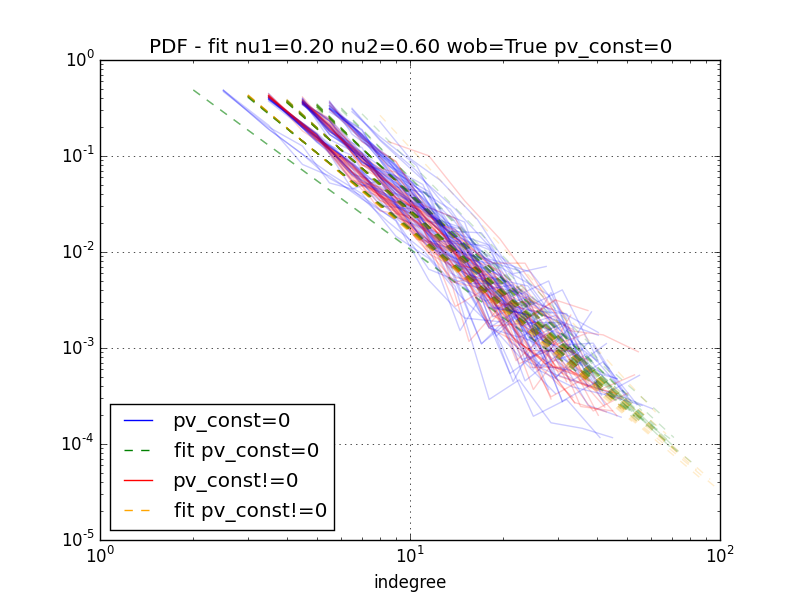 PDF - fit nu1=0.20 nu2=0.60 wob=True pv_const=0
10^0
10^-1
10^-2
10^-3
10^-4
10^-5
pv_const=0
fit pv_const=0
pv_const!=0
fit pv_const!=0
10^0 10^1 10^2
indegree